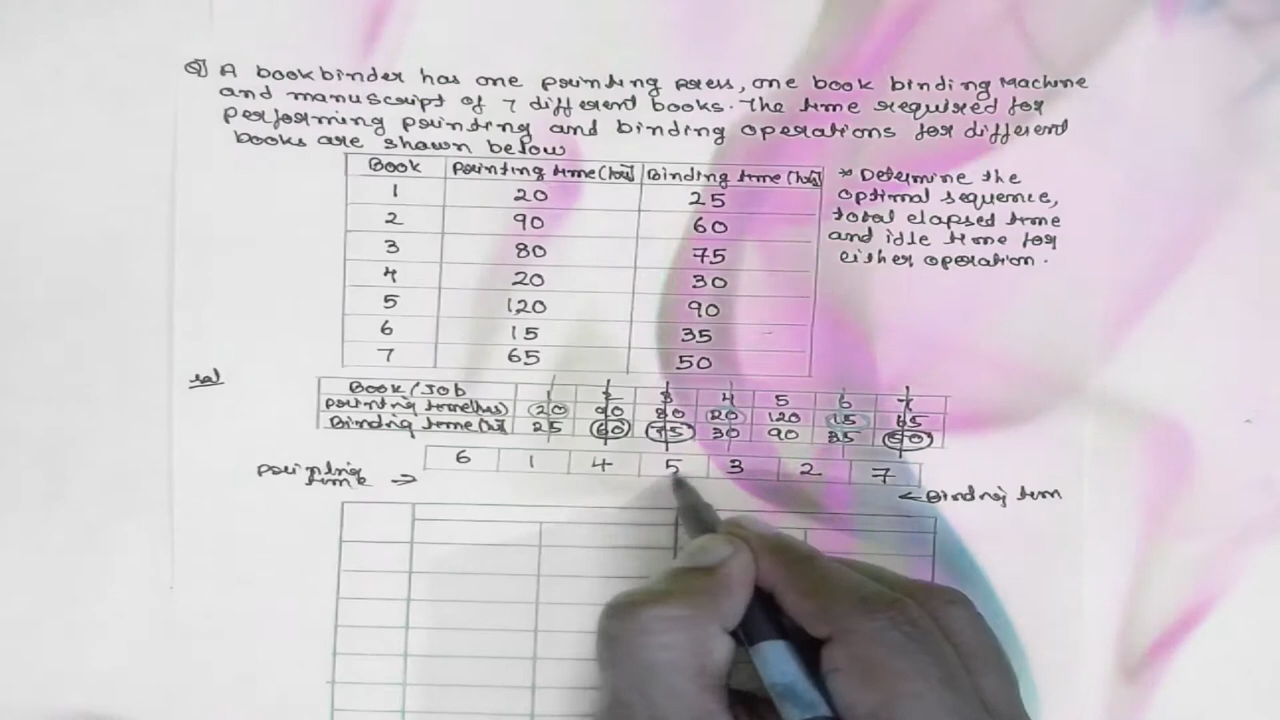 Q] A bookbinder has one printing press, one book binding Machine
and manuscript of 7 different books. The time required for
performing printing and binding operations for different
books are shown below
Book Printing time (hrs) Binding time (hrs)
1 20 25
2 90 60
3 80 75
4 20 30
5 120 90
6 15 35
7 65 50
* Determine the
optimal sequence,
total elapsed time
and idle time for
either operation.
sol
Book/Job 1 2 3 4 5 6 7
Printing time(hrs) 20 90 80 20 120 15 65
Binding time(hrs) 25 60 75 30 90 35 50
Printing time → 6 1 4 5 3 2 7
← Binding tim